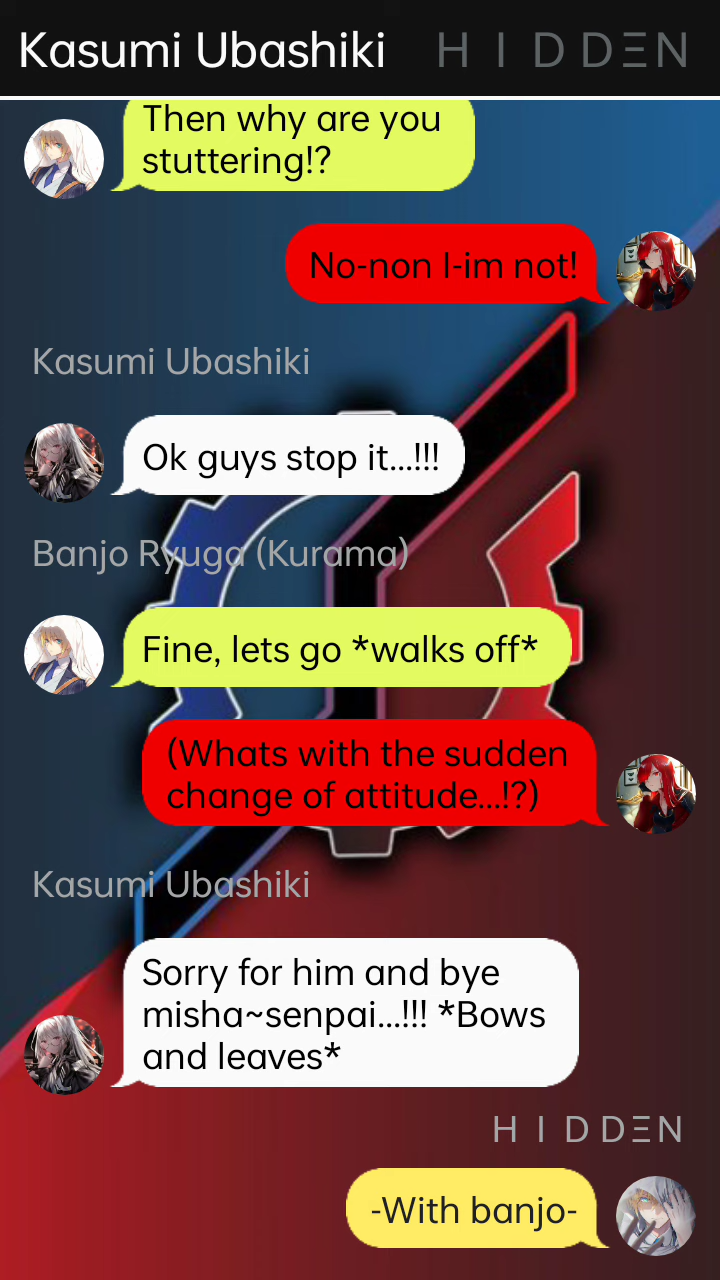 Kasumi Ubashiki H I D D Ξ N
Then why are you
stuttering!?
No-non I-im not!
Kasumi Ubashiki
Ok guys stop it...!!!
Banjo Ryuga (Kurama)
Fine, lets go *walks off*
(Whats with the sudden
change of attitude...!?)
Kasumi Ubashiki
Sorry for him and bye
misha~senpai...!!! *Bows
and leaves*
H I D D Ξ N
-With banjo-